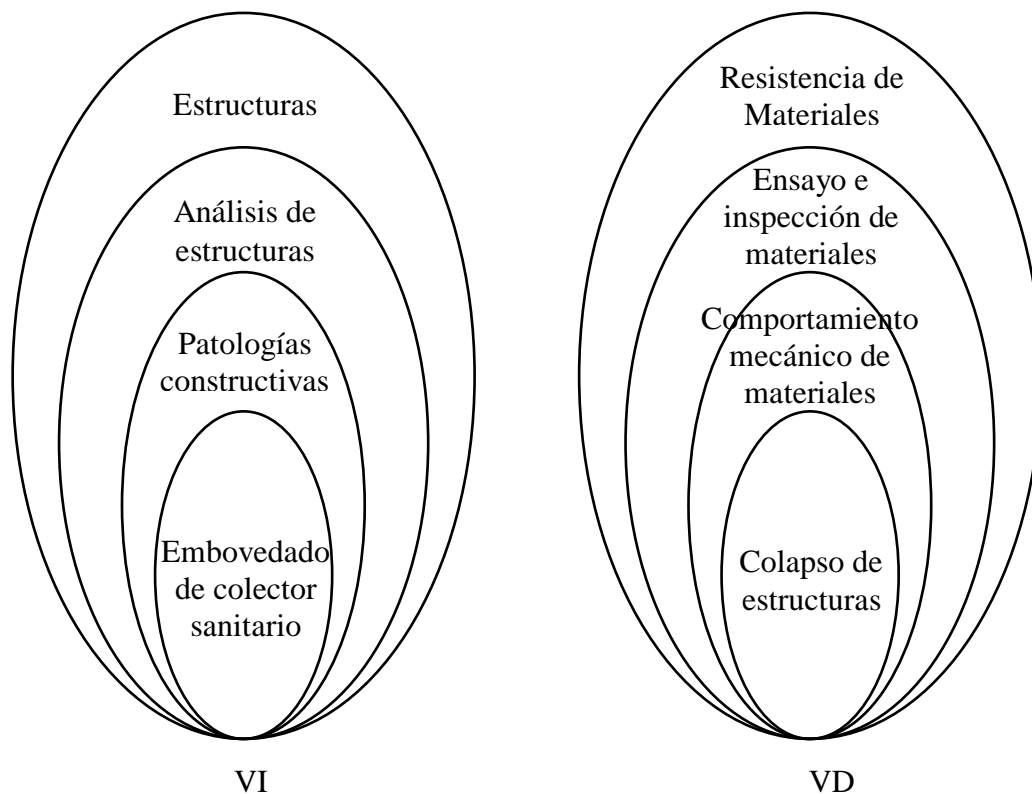 Estructuras
Análisis de
estructuras
Patologías
constructivas
Embovedado
de colector
sanitario
VI
Resistencia de
Materiales
Ensayo e
inspección de
materiales
Comportamiento
mecánico de
materiales
Colapso de
estructuras
VD